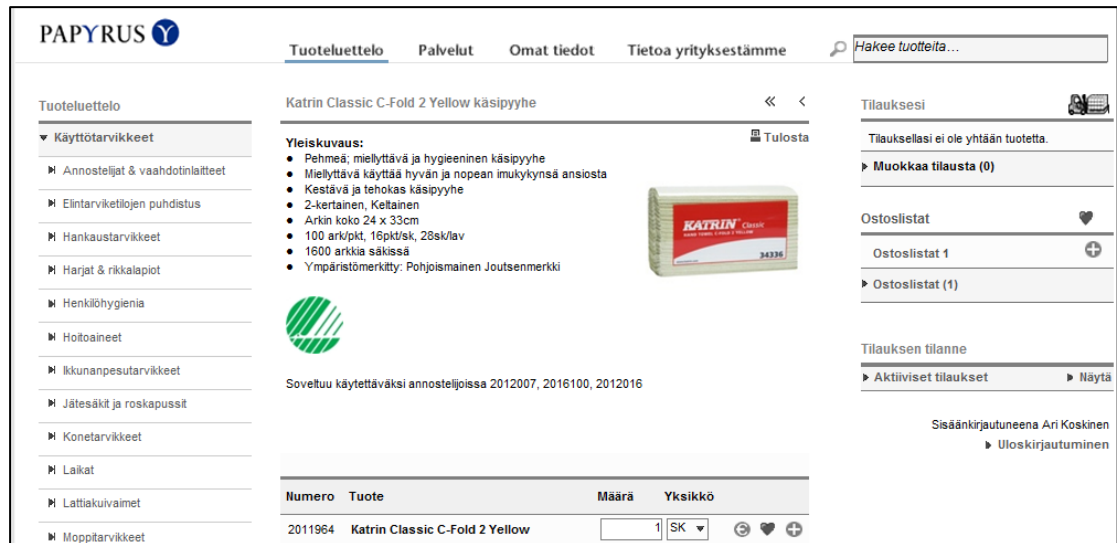 PAPYRUS
Tuoteluettelo Palvelut Omat tiedot Tietoa yrityksestämme
Hakee tuotteita…
Tuoteluettelo
Käyttötarvikkeet
Annostelijat & vaahdotinlaitteet
Elintarviketilojen puhdistus
Hankaustarvikkeet
Harjat & rikkalapiot
Henkilöhygienia
Hoitoaineet
Ikkunanpesutarvikkeet
Jätesäkit ja roskapussit
Konetarvikkeet
Laikat
Lattiakuivaimet
Moppitarvikkeet
Katrin Classic C-Fold 2 Yellow käsipyyhe
Tulosta
Yleiskuvaus:
Pehmeä; miellyttävä ja hygieeninen käsipyyhe
Miellyttävä käyttää hyvän ja nopean imukykynsä ansiosta
Kestävä ja tehokas käsipyyhe
2-kertainen, Keltainen
Arkin koko 24 x 33cm
100 ark/pkt, 16pkt/sk, 28sk/lav
1600 arkkia säkissä
Ympäristömerkitty: Pohjoismainen Joutsenmerkki
KATRIN Classic
HAND TOWEL C-FOLD 2 YELLOW
34336
Soveltuu käytettäväksi annostelijoissa 2012007, 2016100, 2012016
Numero Tuote Määrä Yksikkö
2011964 Katrin Classic C-Fold 2 Yellow 1 SK
Tilauksesi
Tilauksellasi ei ole yhtään tuotetta.
Muokkaa tilausta (0)
Ostoslistat
Ostoslistat 1
Ostoslistat (1)
Tilauksen tilanne
Aktiiviset tilaukset Näytä
Sisäänkirjautuneena Ari Koskinen
Uloskirjautuminen